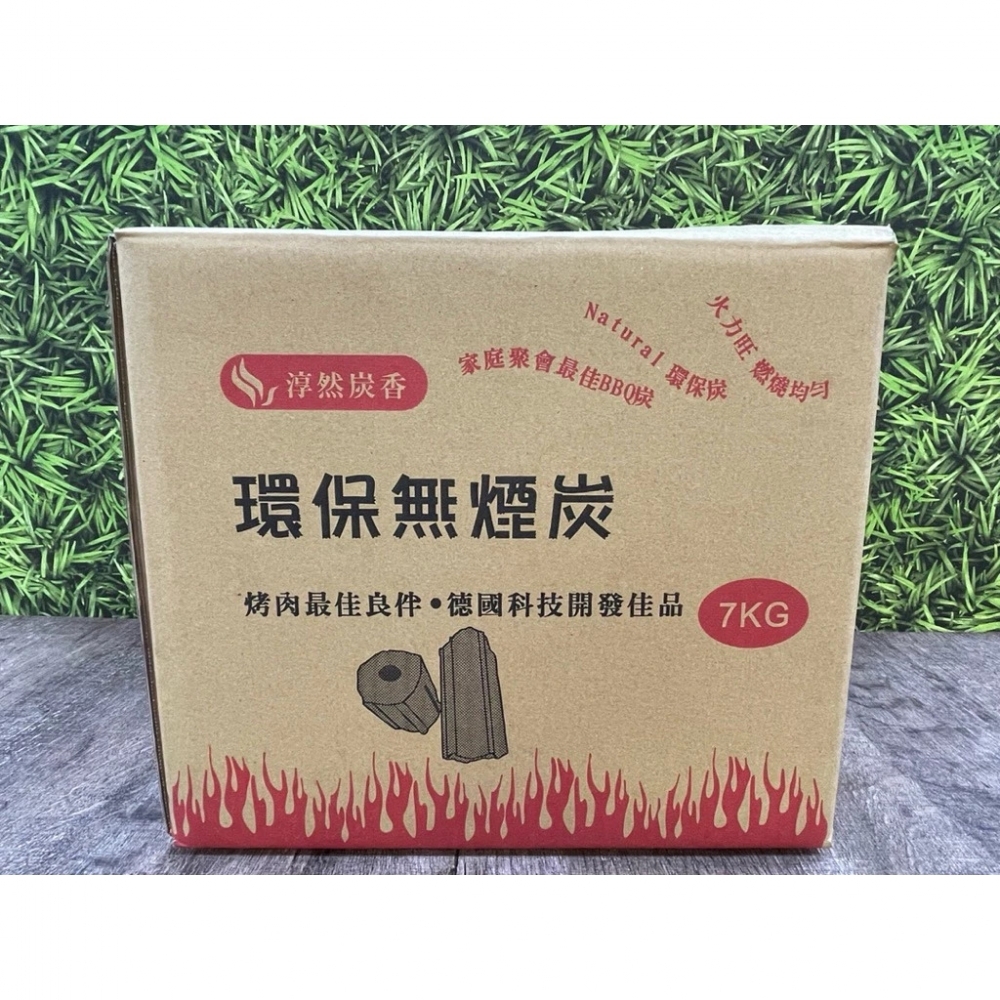 淳然炭香
家庭聚會最佳BBQ炭
Natural 環保炭
火力旺 燃燒均勻
環保無煙炭
烤肉最佳良伴•德國科技開發佳品
7KG